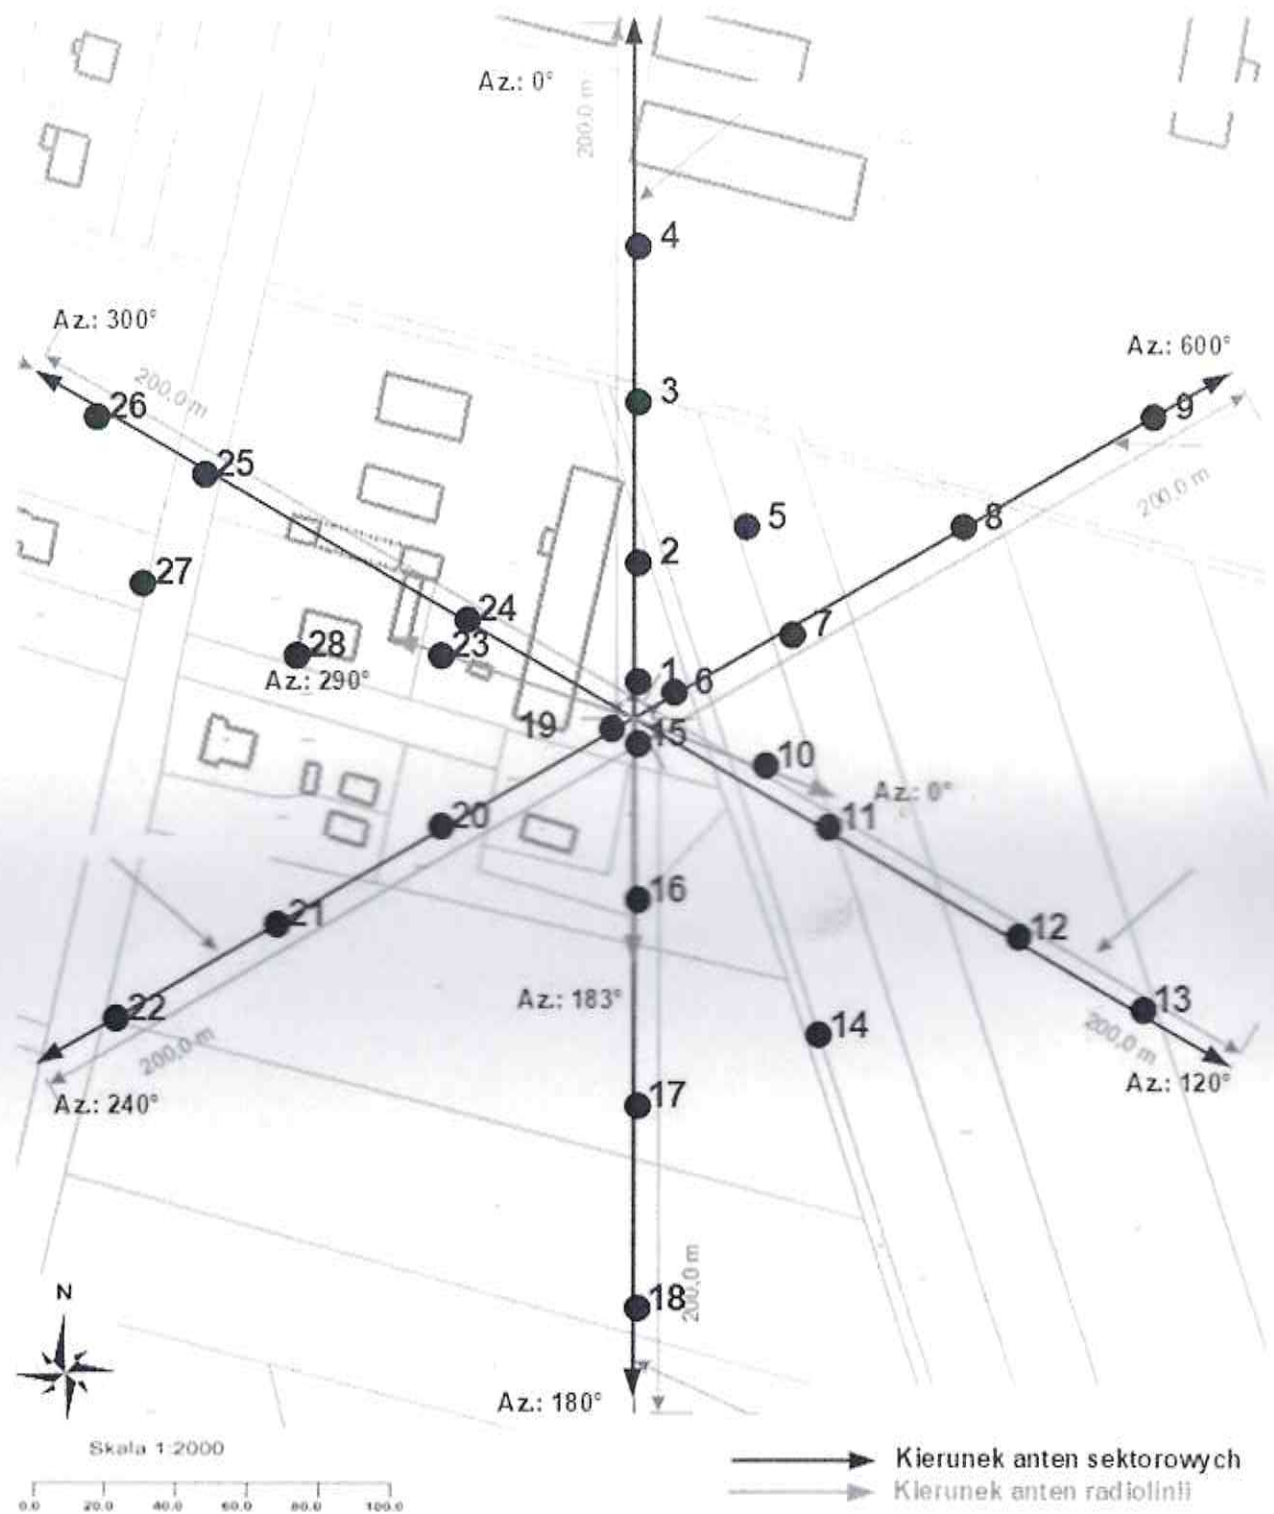 Az.: 0°
200,0 m
4
Az.: 300°
Az.: 600°
200,0 m
3
26
9
25
200,0 m
5
8
2
27
24
7
28
23
1
6
Az.: 290°
19
15
10
Az.: 0°
20
11
16
21
12
Az.: 183°
22
13
14
200,0 m
200,0 m
Az.: 240°
Az.: 120°
17
N
18
200,0 m
Az.: 180°
Skala 1:2000
Kierunek anten sektorowych
Kierunek anten radiolinii
0.0 20.0 40.0 60.0 80.0 100.0